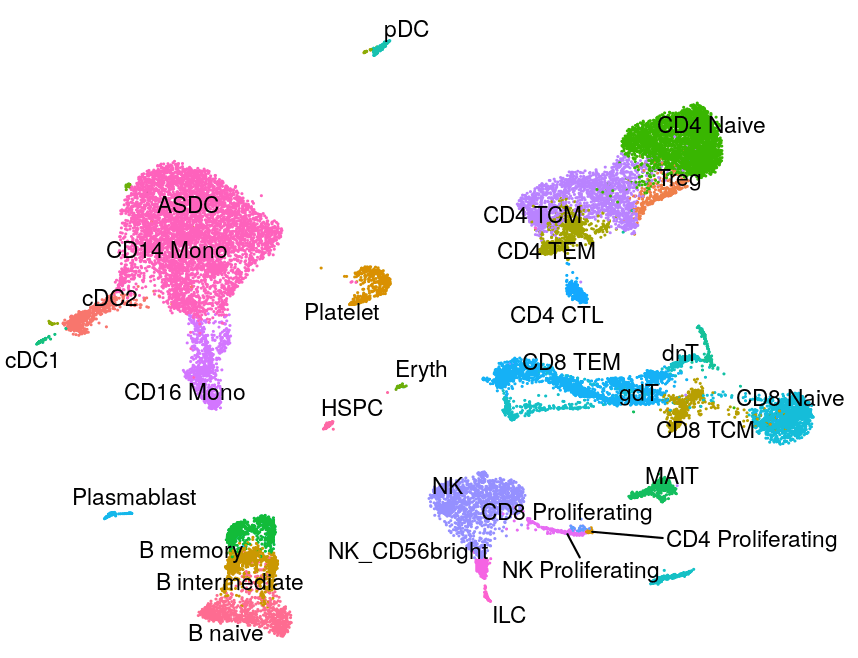 pDC
CD4 Naive
Treg
ASDC
CD4 TCM
CD14 Mono
CD4 TEM
cDC2
Platelet
CD4 CTL
cDC1
dnT
CD8 TEM
Eryth
gdT
CD16 Mono
CD8 Naive
HSPC
CD8 TCM
MAIT
NK
Plasmablast
CD8 Proliferating
CD4 Proliferating
B memory
NK_CD56bright
NK Proliferating
B intermediate
ILC
B naive